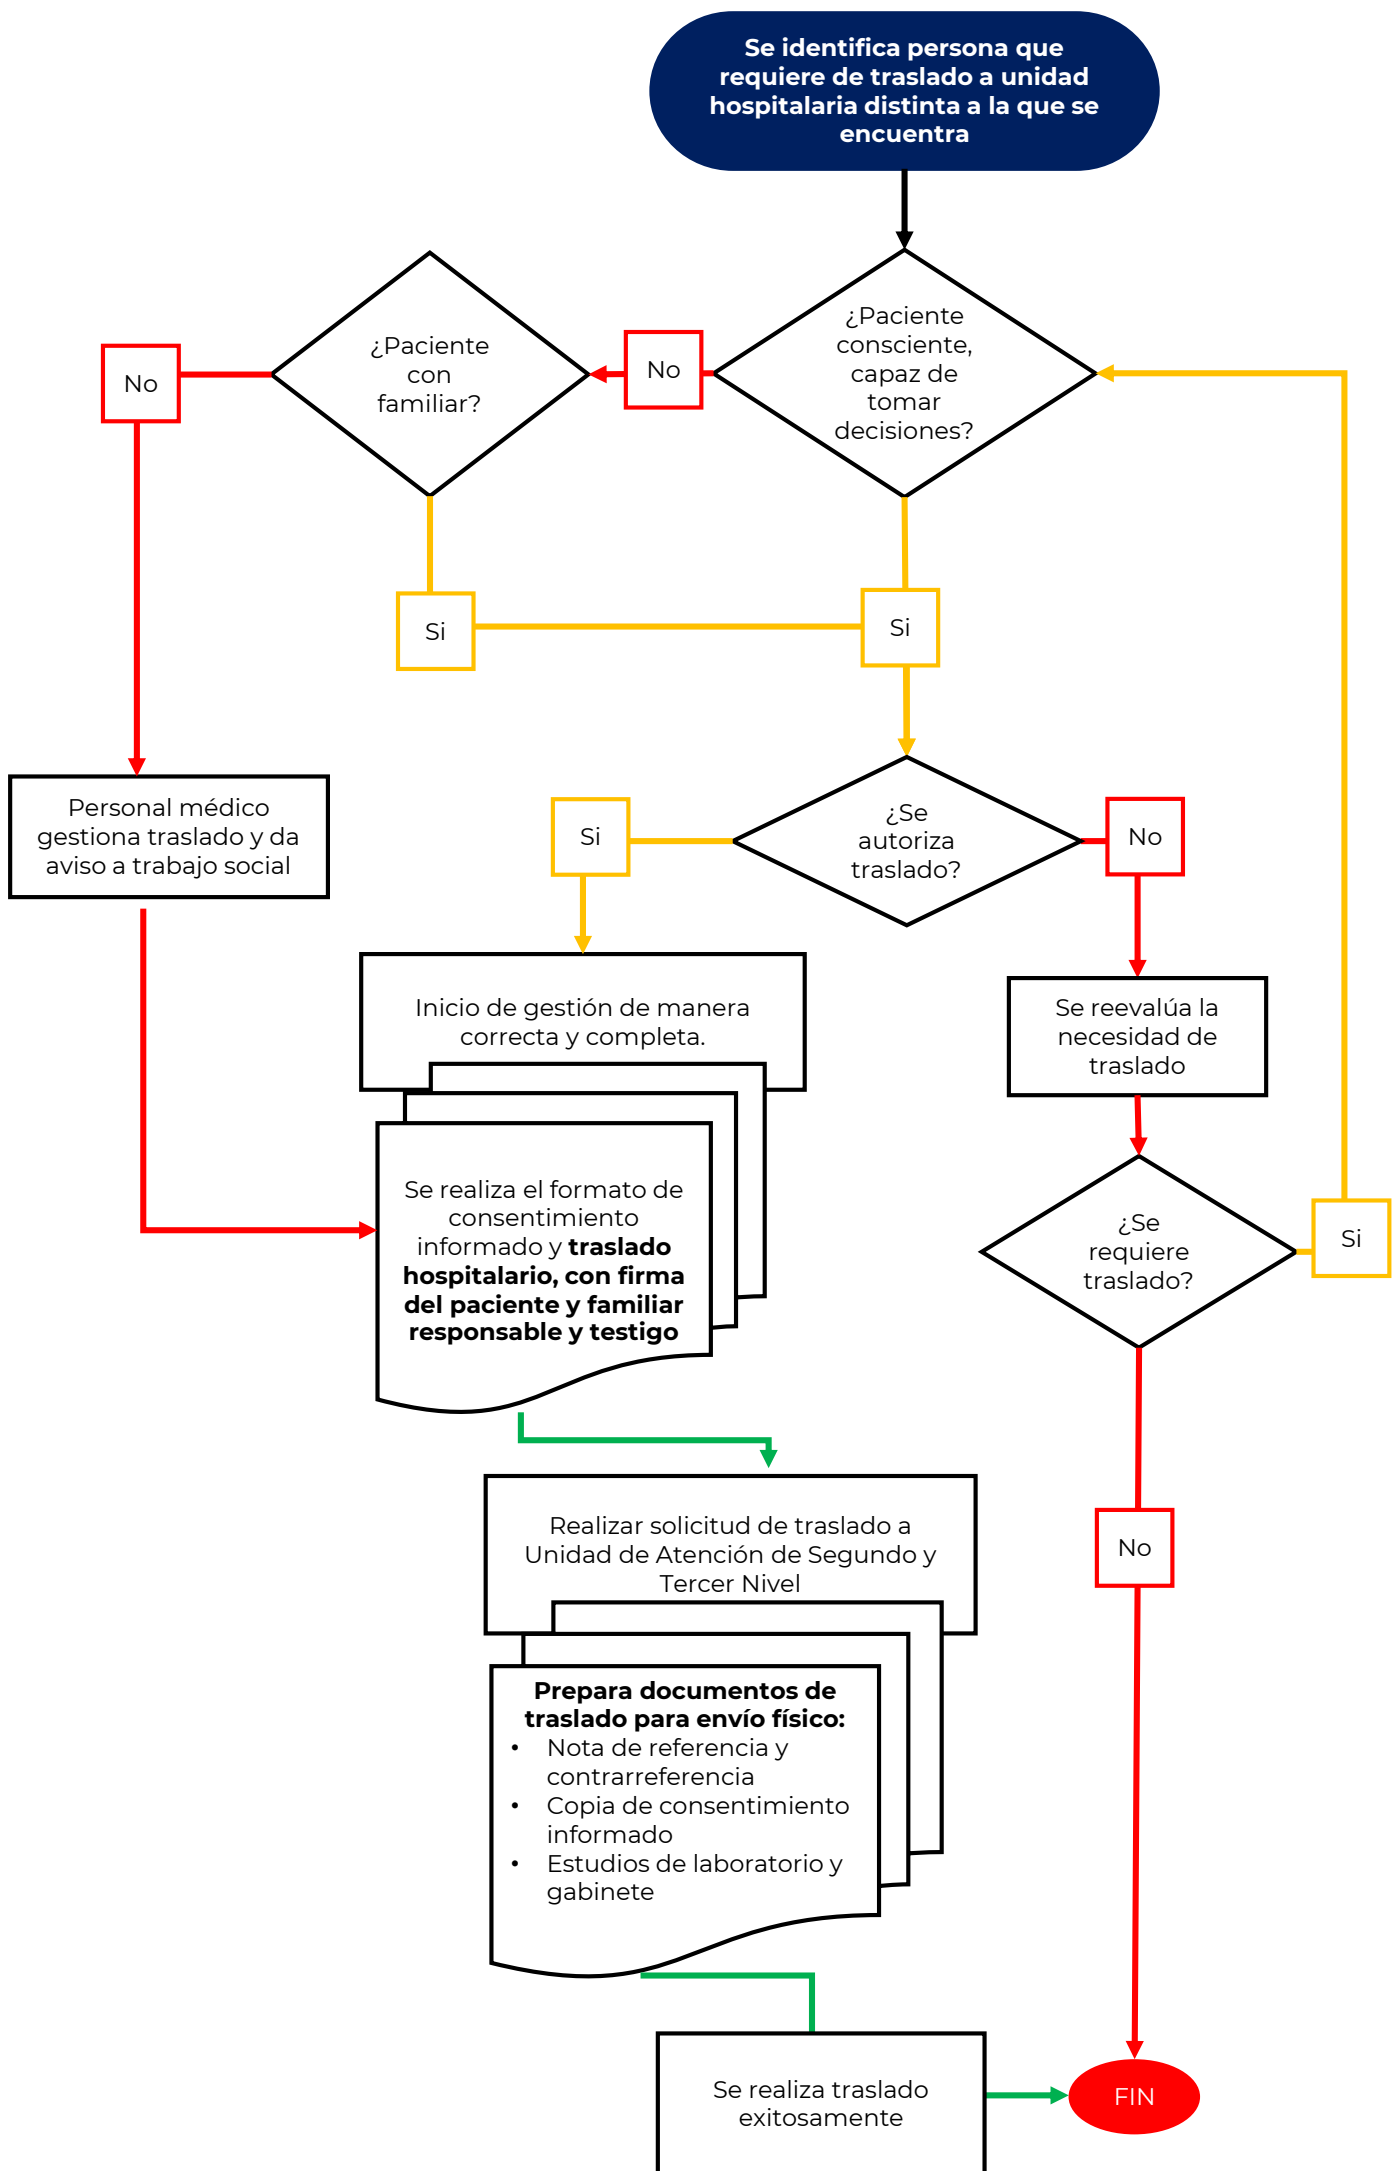 Se identifica persona que
requiere de traslado a unidad
hospitalaria distinta a la que se
encuentra
¿Paciente
consciente,
capaz de
tomar
decisiones?
No
¿Paciente
con
familiar?
No
Si
Si
Personal médico
gestiona traslado y da
aviso a trabajo social
¿Se
autoriza
traslado?
Si
No
Inicio de gestión de manera
correcta y completa.
Se reevalúa la
necesidad de
traslado
Se realiza el formato de
consentimiento
informado y traslado
hospitalario, con firma
del paciente y familiar
responsable y testigo
¿Se
requiere
traslado?
Si
No
Realizar solicitud de traslado a
Unidad de Atención de Segundo y
Tercer Nivel
Prepara documentos de
traslado para envío físico:
• Nota de referencia y
contrarreferencia
• Copia de consentimiento
informado
• Estudios de laboratorio y
gabinete
Se realiza traslado
exitosamente
FIN